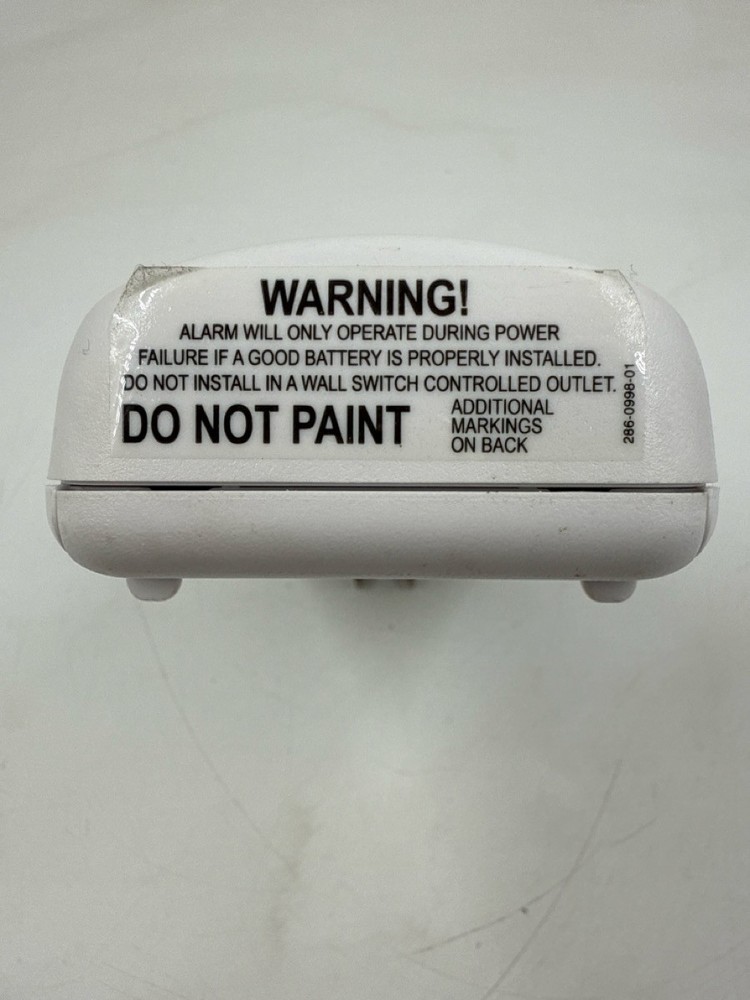 WARNING!
ALARM WILL ONLY OPERATE DURING POWER
FAILURE IF A GOOD BATTERY IS PROPERLY INSTALLED.
DO NOT INSTALL IN A WALL SWITCH CONTROLLED OUTLET.
DO NOT PAINT
ADDITIONAL
MARKINGS
ON BACK
286-0998-01